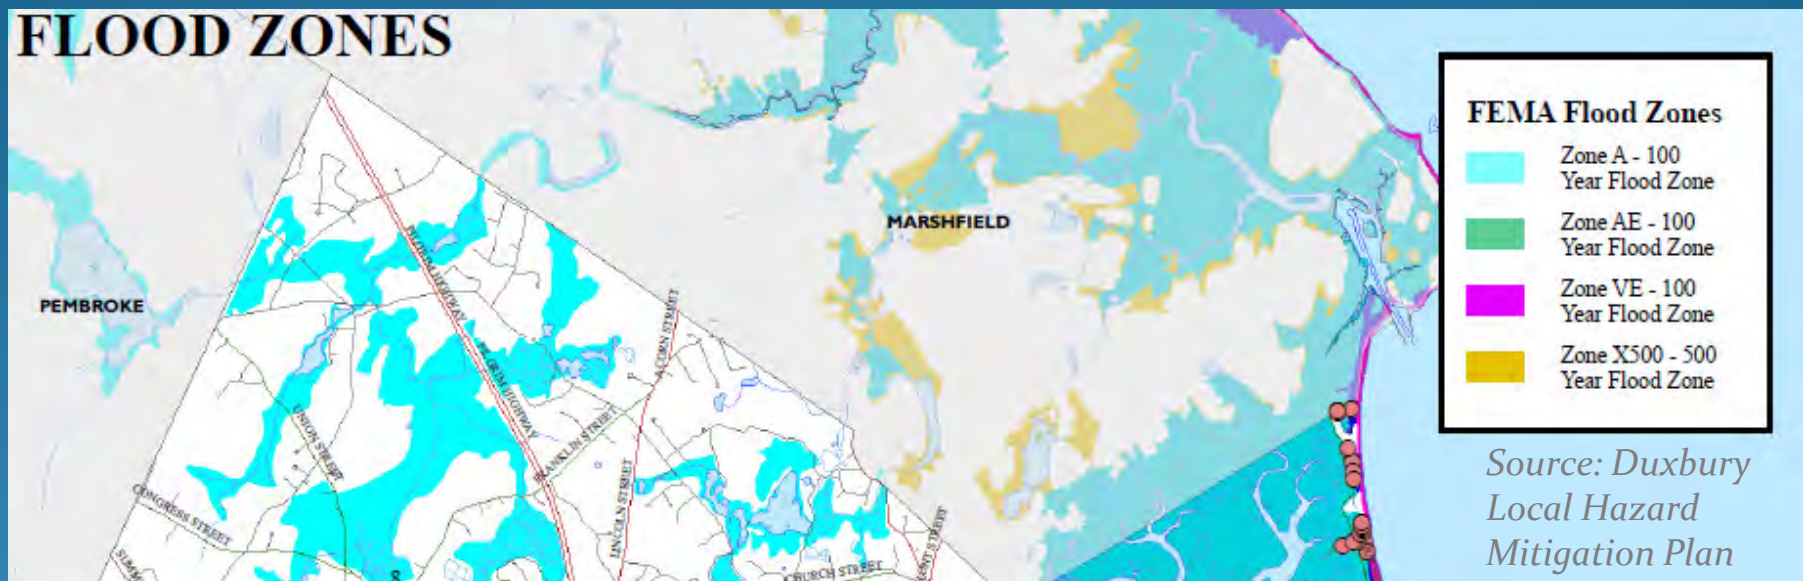 FLOOD ZONES
FEMA Flood Zones
Zone A - 100
Year Flood Zone
Zone AE - 100
Year Flood Zone
Zone VE - 100
Year Flood Zone
Zone X500 - 500
Year Flood Zone
MARSHFIELD
PEMBROKE
PILGRIM HIGHWAY
ACORN STREET
PILGRIM HIGHWAY
UNION STREET
FRANKLIN STREET
LINCOLN STREET
CONGRESS STREET
CHURCH STREET
Source: Duxbury
Local Hazard
Mitigation Plan